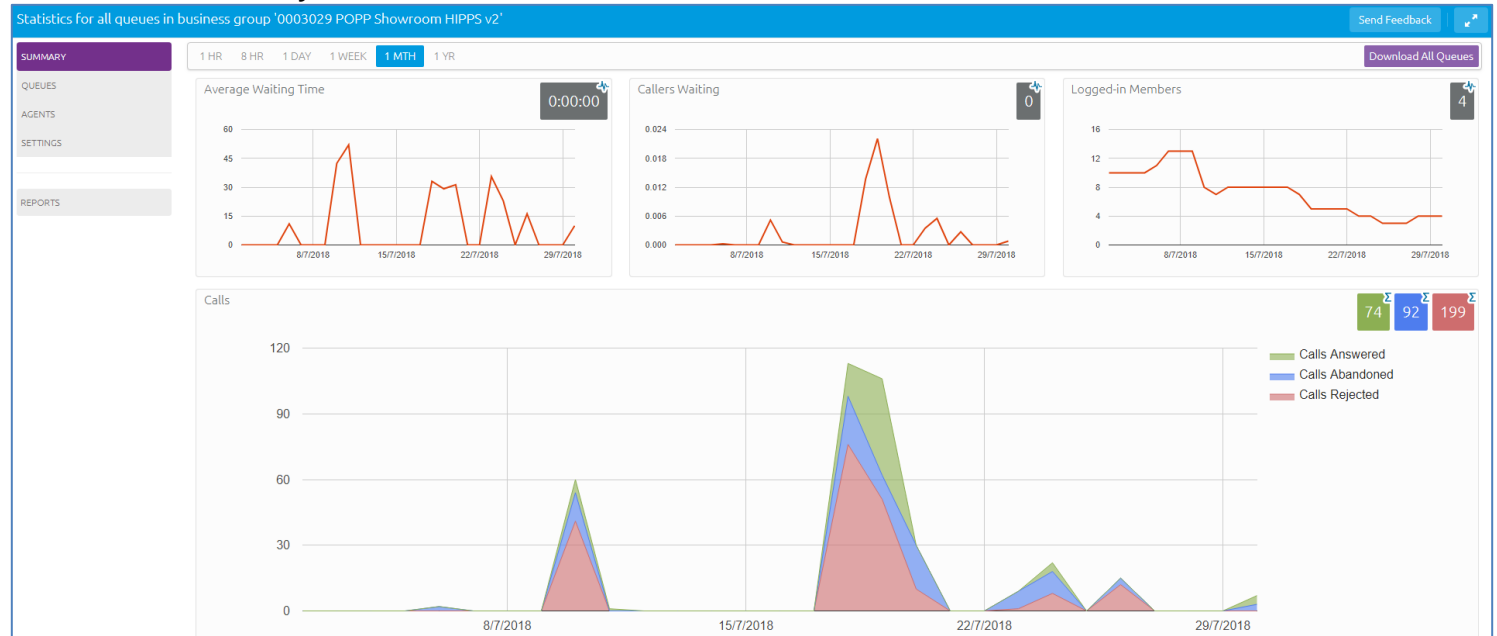 Statistics for all queues in business group '0003029 POPP Showroom HIPPS v2'
Send Feedback
SUMMARY
QUEUES
AGENTS
SETTINGS
REPORTS
1 HR 8 HR 1 DAY 1 WEEK 1 MTH 1 YR
Download All Queues
Average Waiting Time
0:00:00
60
45
30
15
0
8/7/2018 15/7/2018 22/7/2018 29/7/2018
Callers Waiting
0
0.024
0.018
0.012
0.006
0.000
8/7/2018 15/7/2018 22/7/2018 29/7/2018
Logged-in Members
4
16
12
8
4
0
8/7/2018 15/7/2018 22/7/2018 29/7/2018
Calls
74 Σ 92 Σ 199 Σ
120
90
60
30
0
8/7/2018 15/7/2018 22/7/2018 29/7/2018
Calls Answered
Calls Abandoned
Calls Rejected